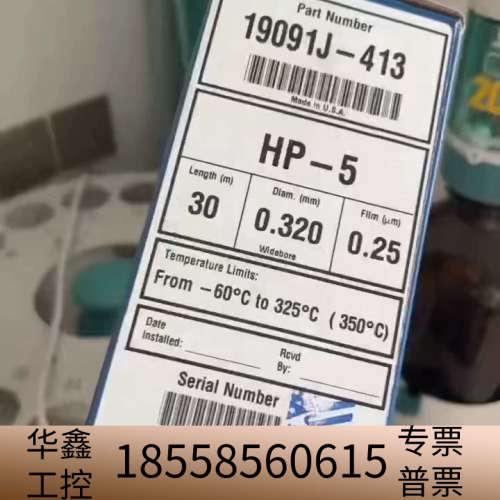 Part Number
19091J-413
Made in U.S.A.
HP-5
Length (m)
30
Diam. (mm)
0.320
Widebore
Film (µm)
0.25
Temperature Limits:
From -60°C to 325°C (350°C)
Date
Installed:
Rcvd
By:
Serial Number
20
华鑫
工控
18558560615
专票
普票